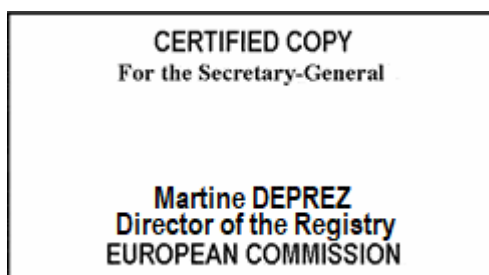 CERTIFIED COPY
For the Secretary-General
Martine DEPREZ
Director of the Registry
EUROPEAN COMMISSION